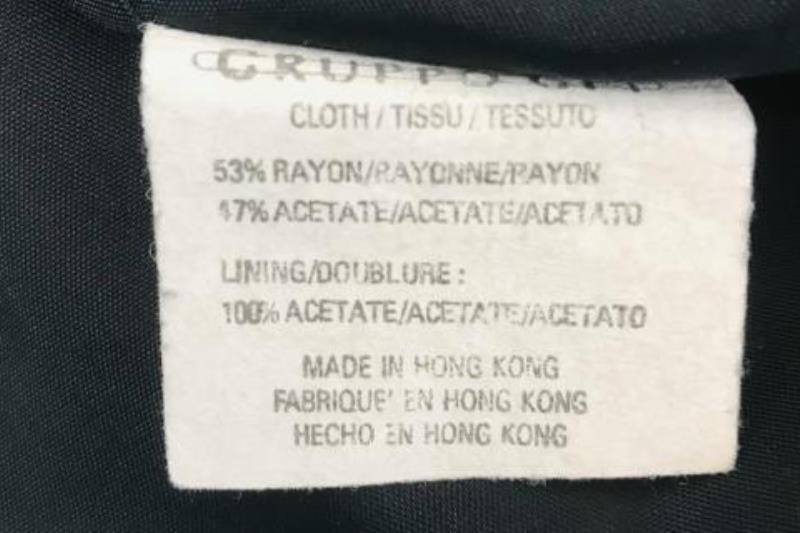 GRUPPO
CLOTH / TISSU / TESSUTO
53% RAYON/RAYONNE/RAYON
47% ACETATE/ACETATE/ACETATO
LINING/DOUBLURE :
100% ACETATE/ACETATE/ACETATO
MADE IN HONG KONG
FABRIQUE' EN HONG KONG
HECHO EN HONG KONG